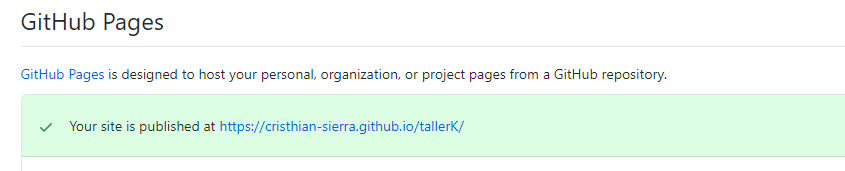 GitHub Pages
GitHub Pages is designed to host your personal, organization, or project pages from a GitHub repository.
Your site is published at https://cristhian-sierra.github.io/tallerK/